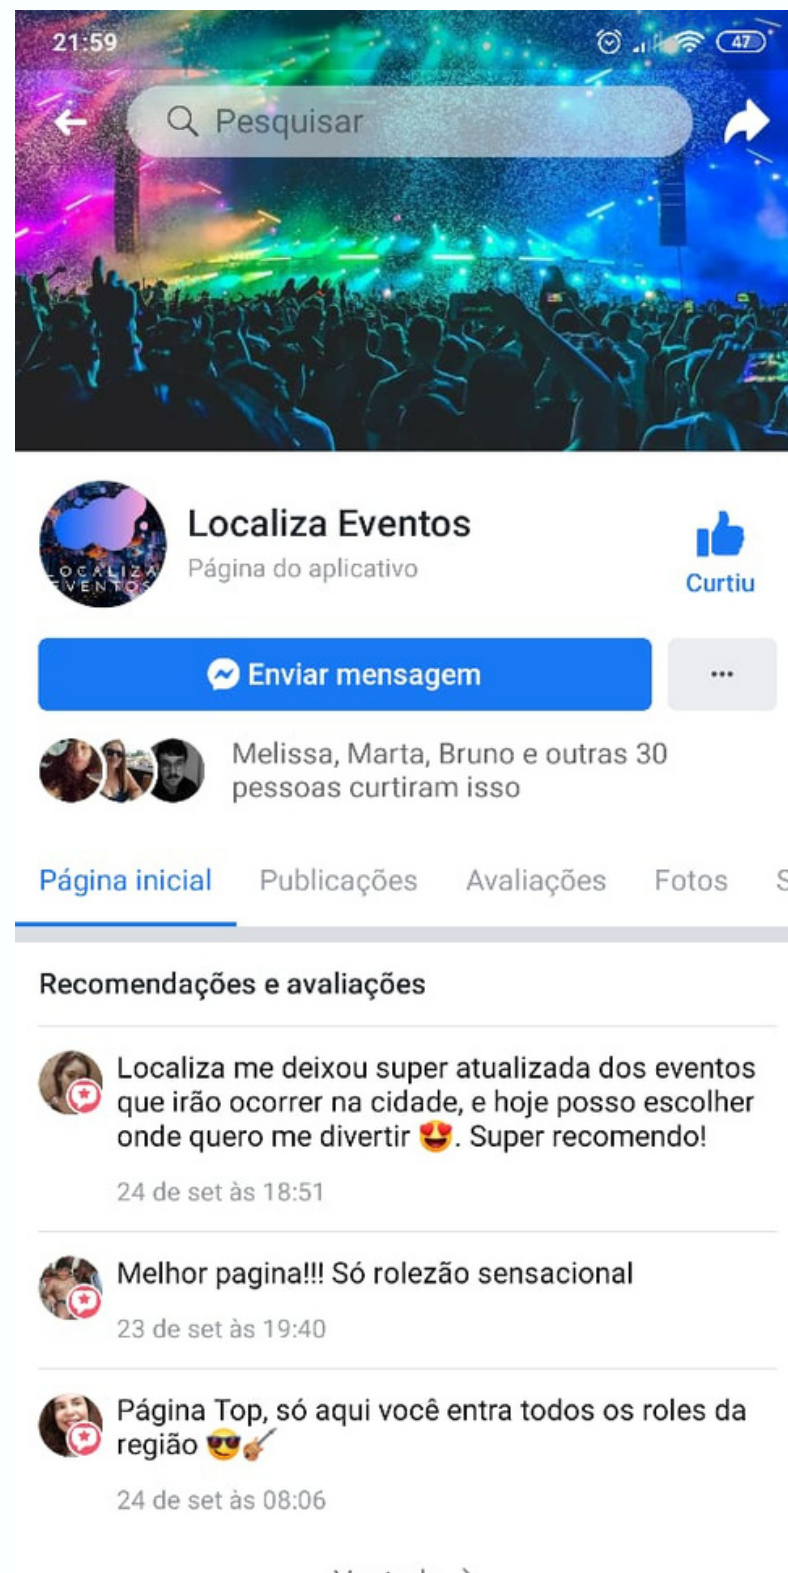 21:59
47
Pesquisar
LOCALIZA
EVENTOS
Localiza Eventos
Página do aplicativo
Curtiu
Enviar mensagem
Melissa, Marta, Bruno e outras 30
pessoas curtiram isso
Página inicial Publicações Avaliações Fotos S
Recomendações e avaliações
Localiza me deixou super atualizada dos eventos
que irão ocorrer na cidade, e hoje posso escolher
onde quero me divertir 😍. Super recomendo!
24 de set às 18:51
Melhor pagina!!! Só rolezão sensacional
23 de set às 19:40
Página Top, só aqui você entra todos os roles da
região 😎🎸
24 de set às 08:06